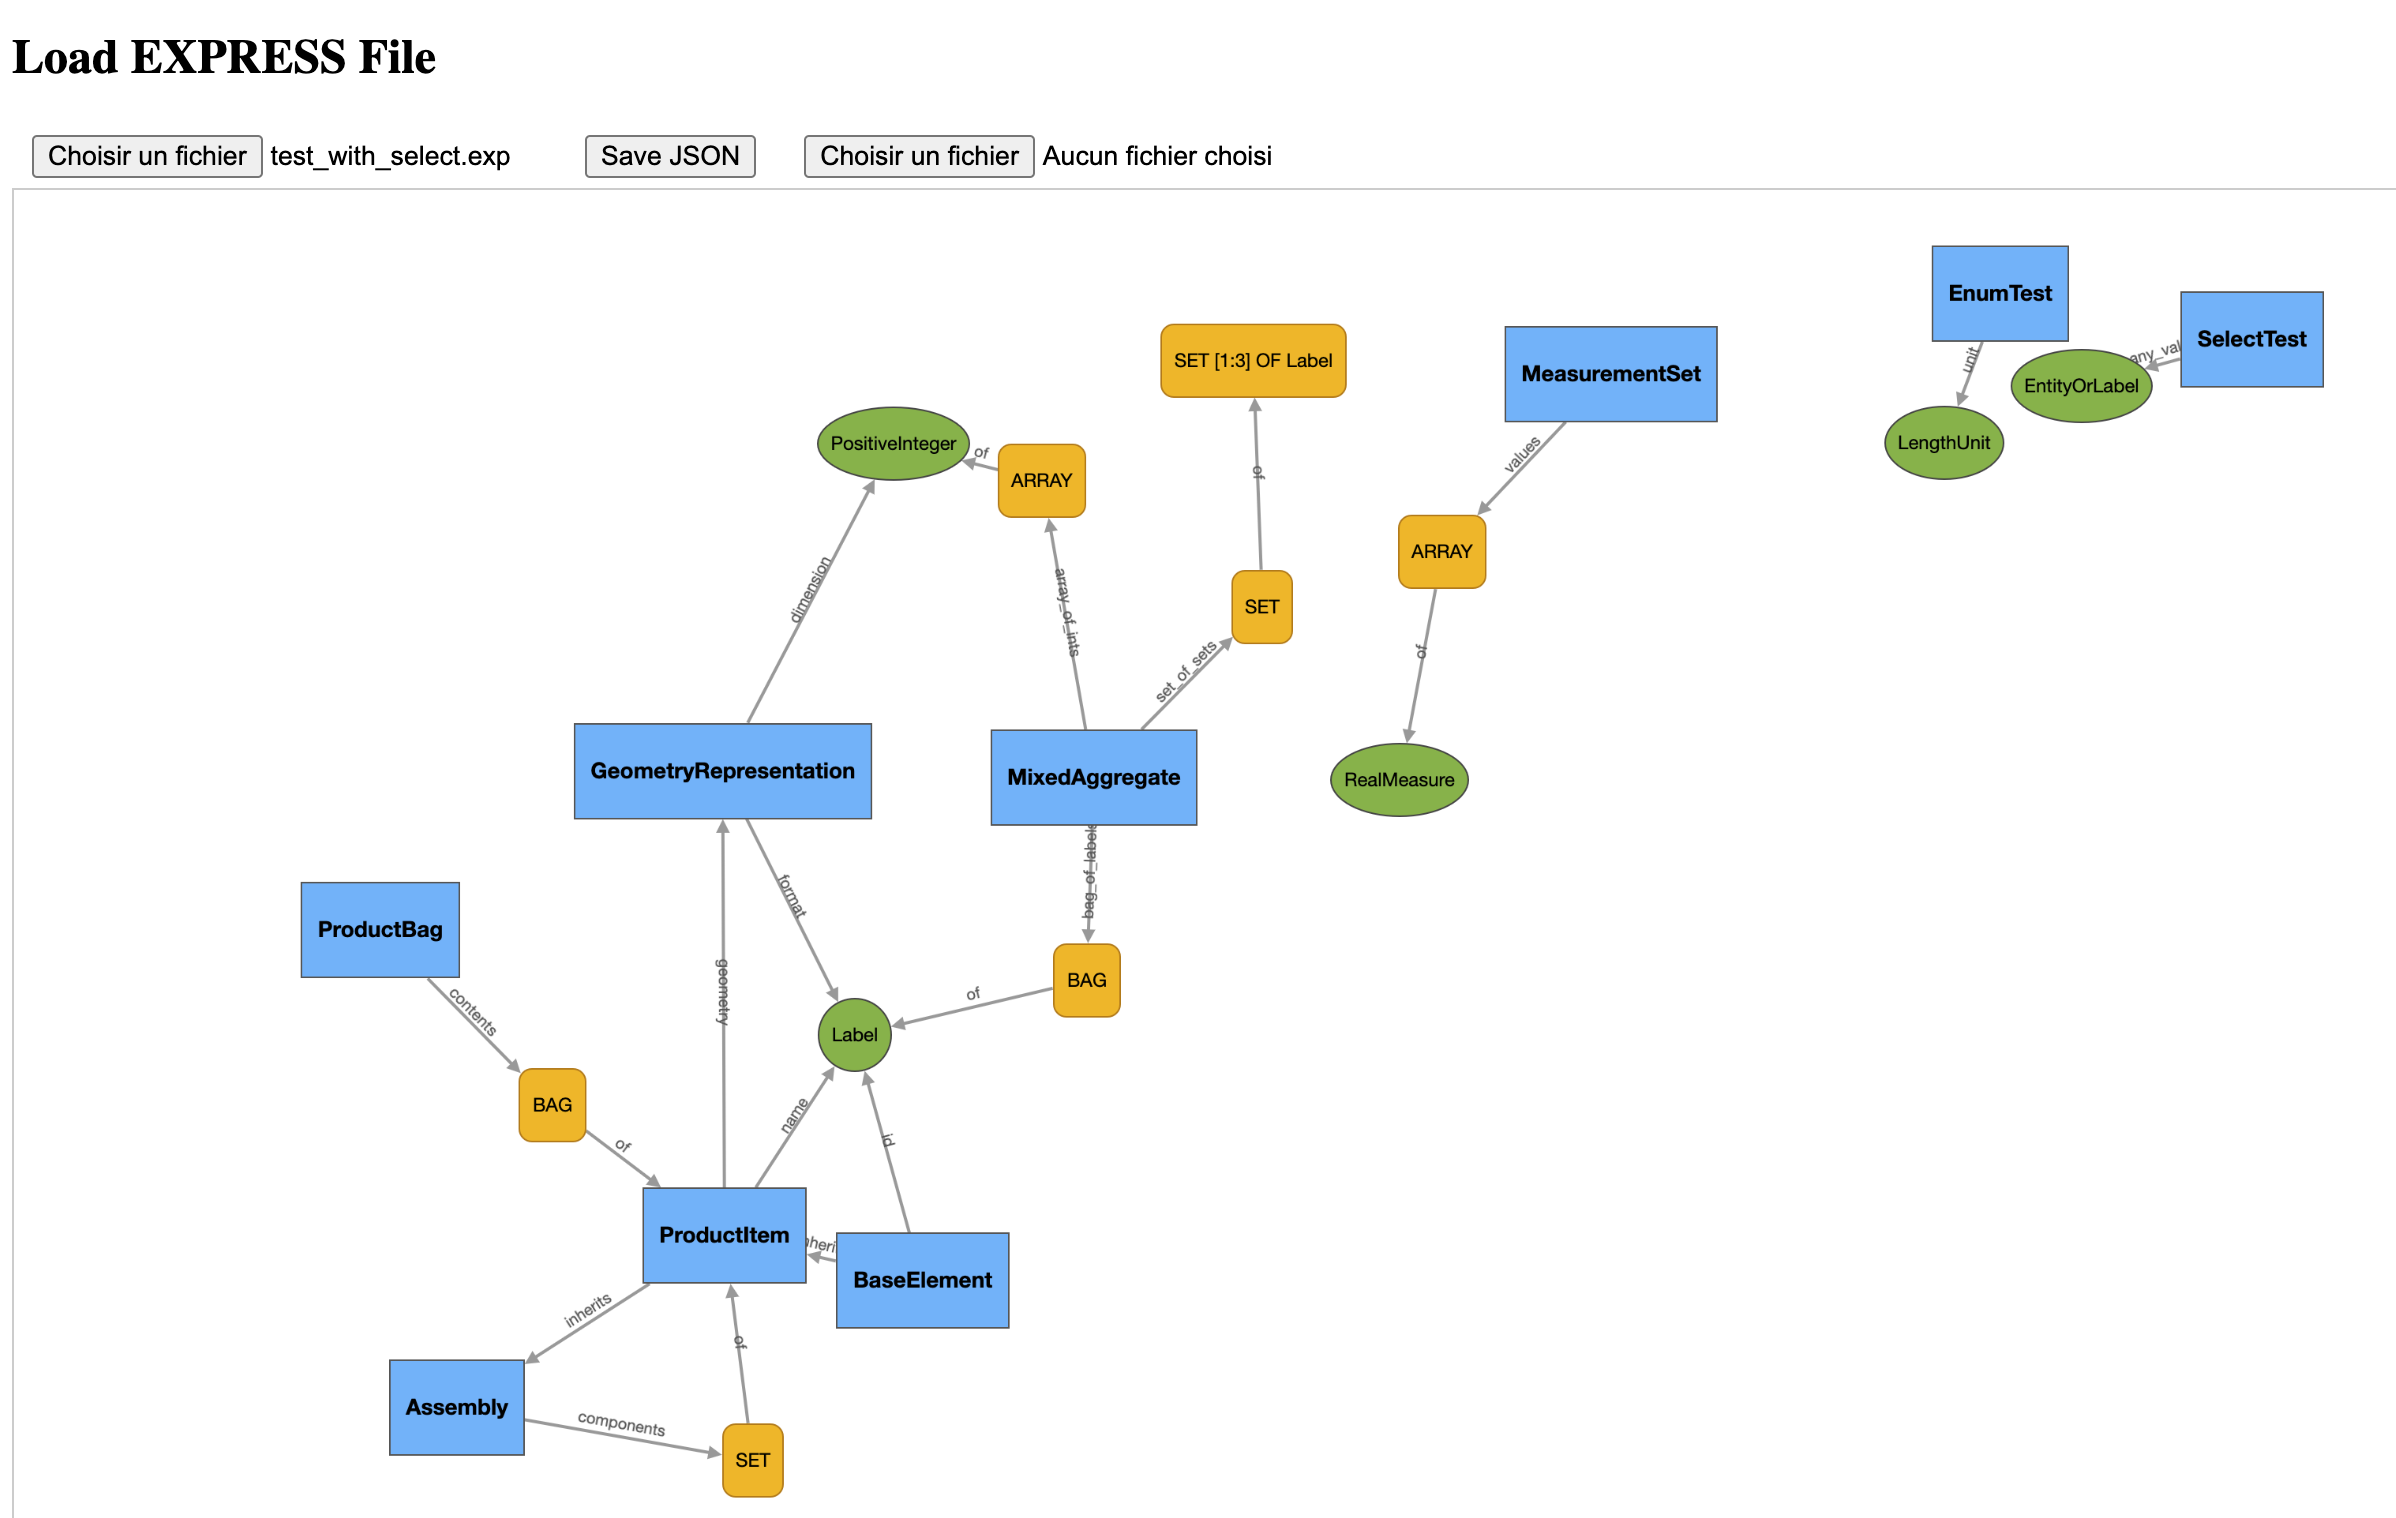 Load EXPRESS File
Choisir un fichier test_with_select.exp Save JSON Choisir un fichier Aucun fichier choisi
EnumTest
SelectTest
any_val
unit
EntityOrLabel
LengthUnit
SET [1:3] OF Label
MeasurementSet
values
PositiveInteger
of
ARRAY
of
ARRAY
dimension
array_of_ints
SET
set_of_sets
of
GeometryRepresentation
MixedAggregate
RealMeasure
format
bag_of_labels
ProductBag
geometry
contents
BAG
of
Label
BAG
name
id
of
ProductItem
BaseElement
inherits
of
Assembly
components
SET